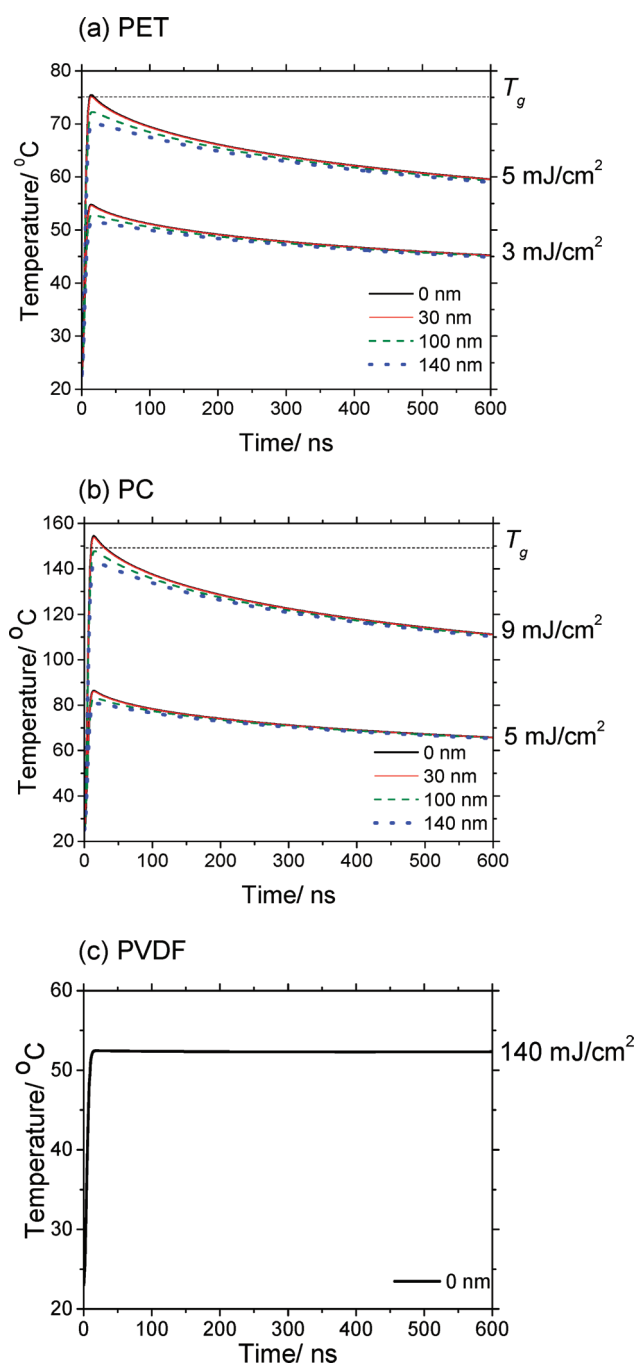 (a) PET
80
70
60
50
40
30
20
Temperature/ ⁰C
T_g
5 mJ/cm²
3 mJ/cm²
0 nm
30 nm
100 nm
140 nm
0 100 200 300 400 500 600
Time/ ns
(b) PC
160
140
120
100
80
60
40
20
Temperature/ ºC
T_g
9 mJ/cm²
5 mJ/cm²
0 nm
30 nm
100 nm
140 nm
0 100 200 300 400 500 600
Time/ ns
(c) PVDF
60
50
40
30
20
Temperature/ ºC
140 mJ/cm²
0 nm
0 100 200 300 400 500 600
Time/ ns